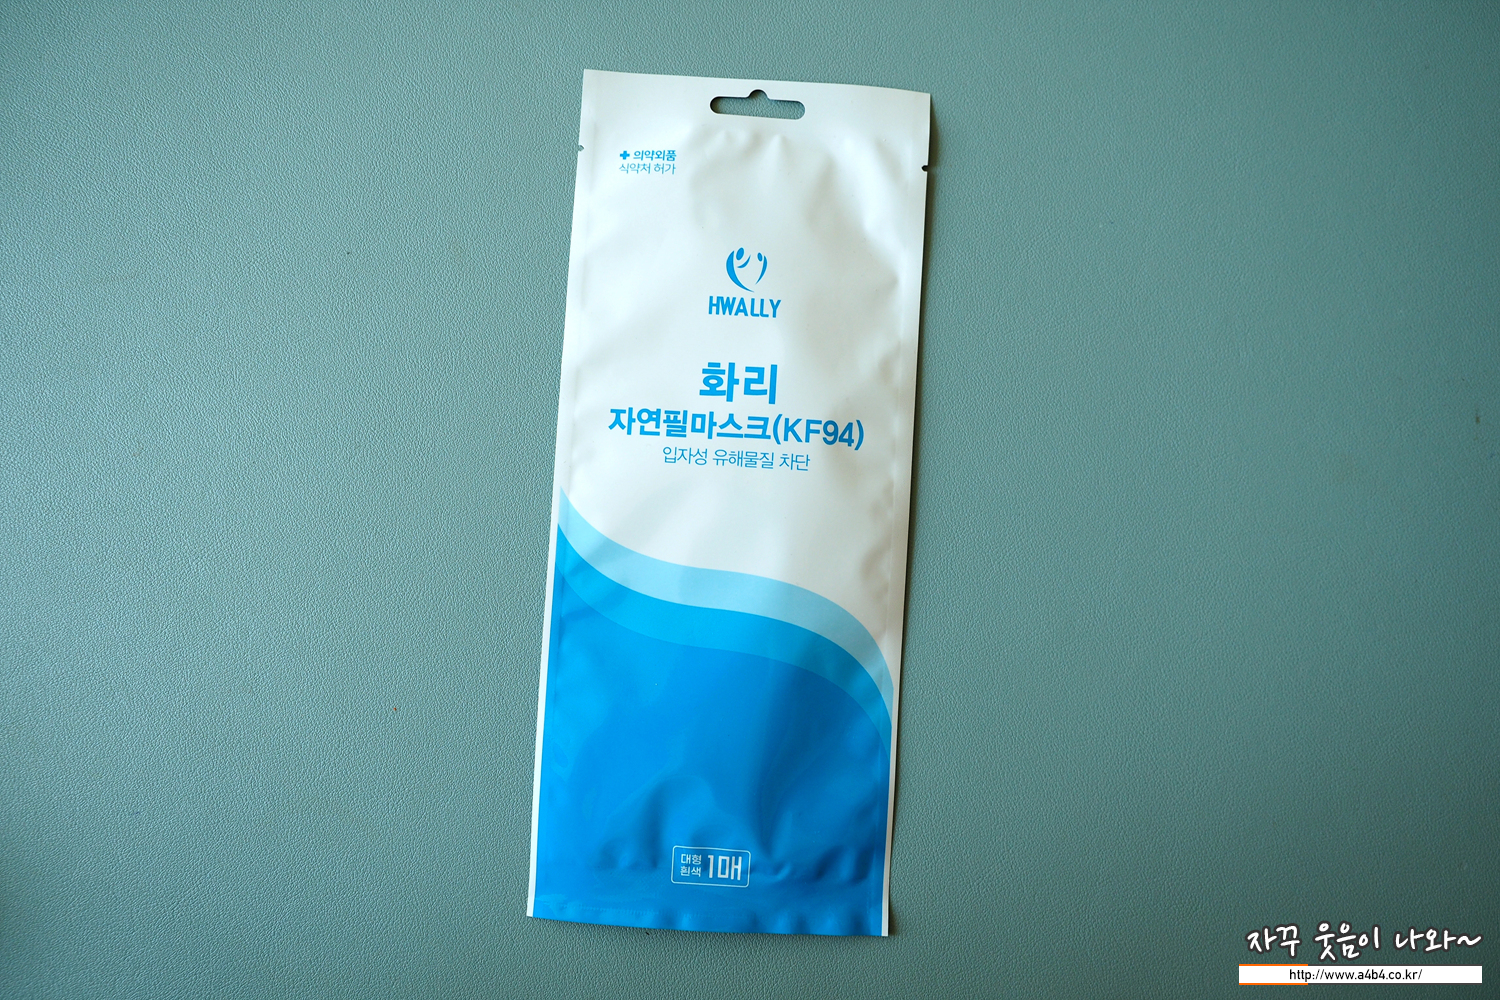 ✚ 의약외품
식약처 허가
HWALLY
화리
자연필마스크(KF94)
입자성 유해물질 차단
대형
흰색
1매
자꾸 웃음이 나와~
http://www.a4b4.co.kr/